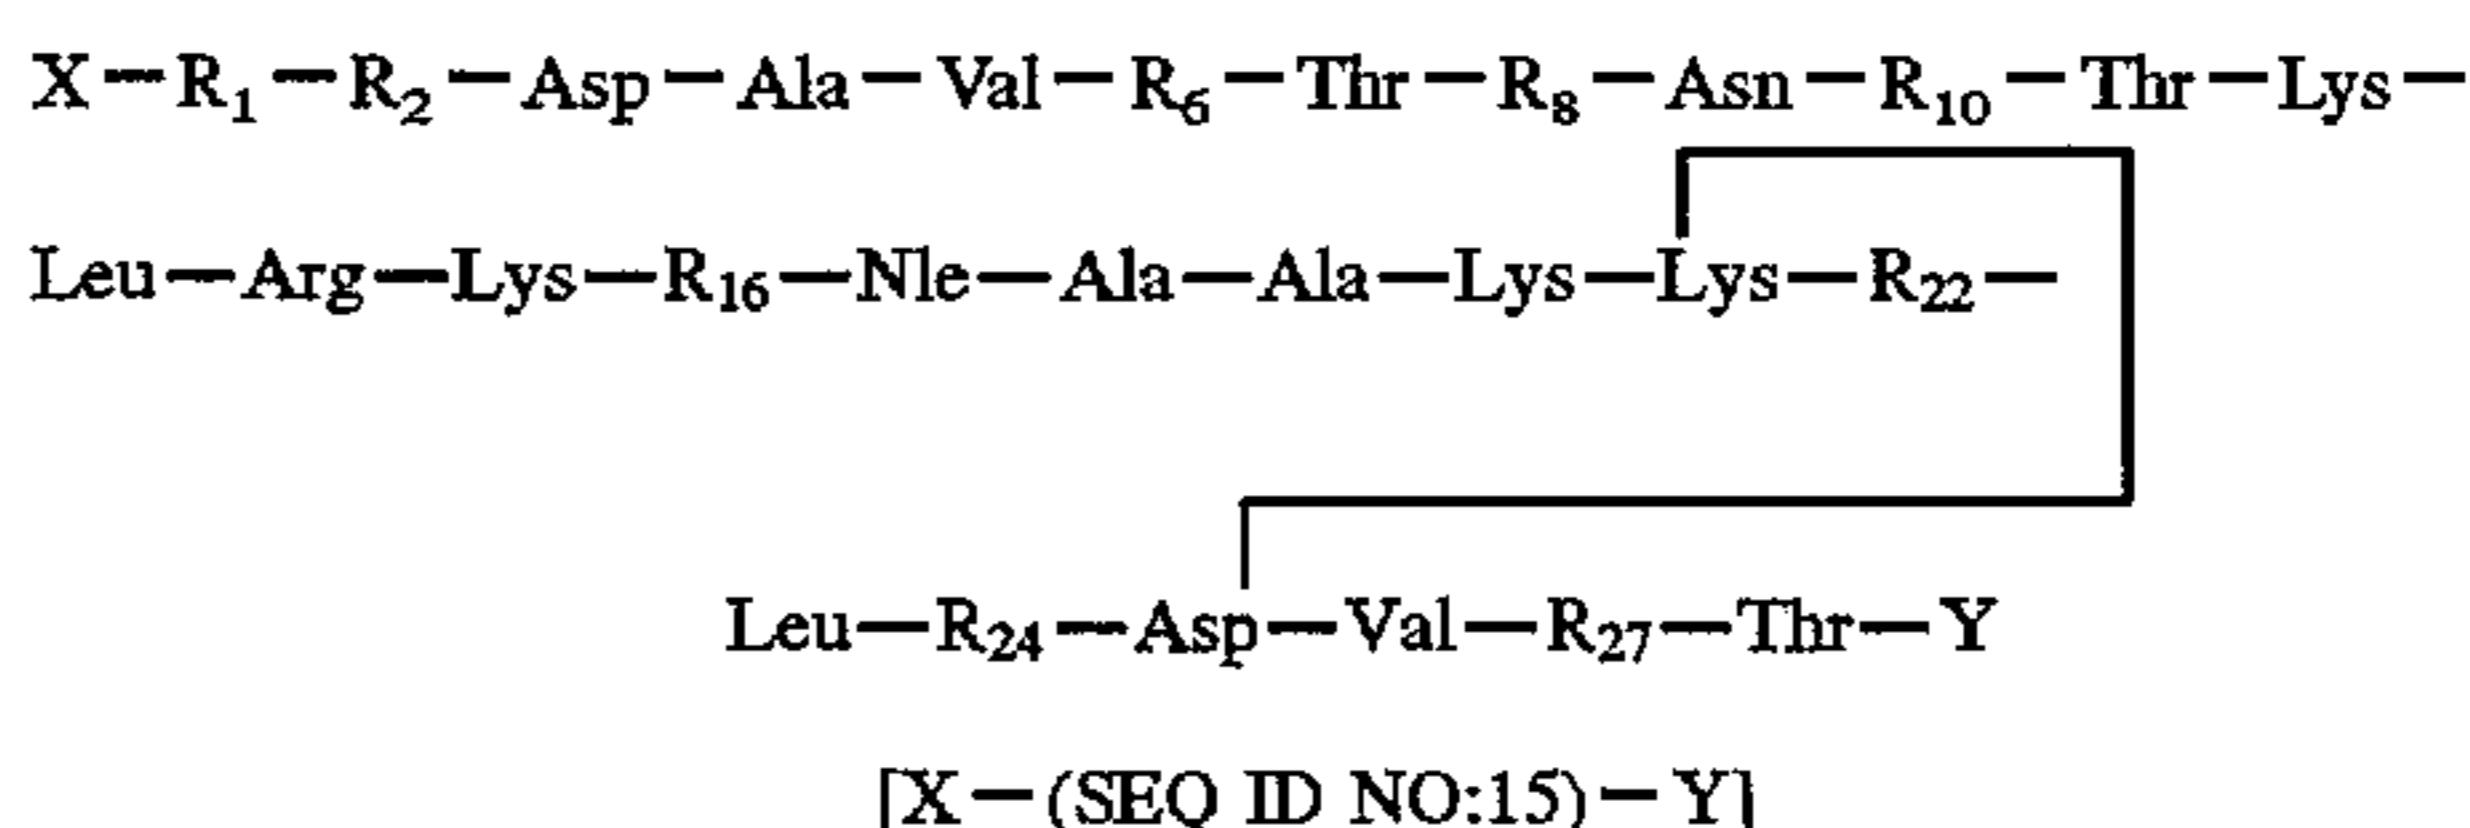 X—R₁—R₂—Asp—Ala—Val—R₆—Thr—R₈—Asn—R₁₀—Thr—Lys—
Leu—Arg—Lys—R₁₆—Nle—Ala—Ala—Lys—Lys—R₂₂—
Leu—R₂₄—Asp—Val—R₂₇—Thr—Y
[X—(SEQ ID NO:15)—Y]